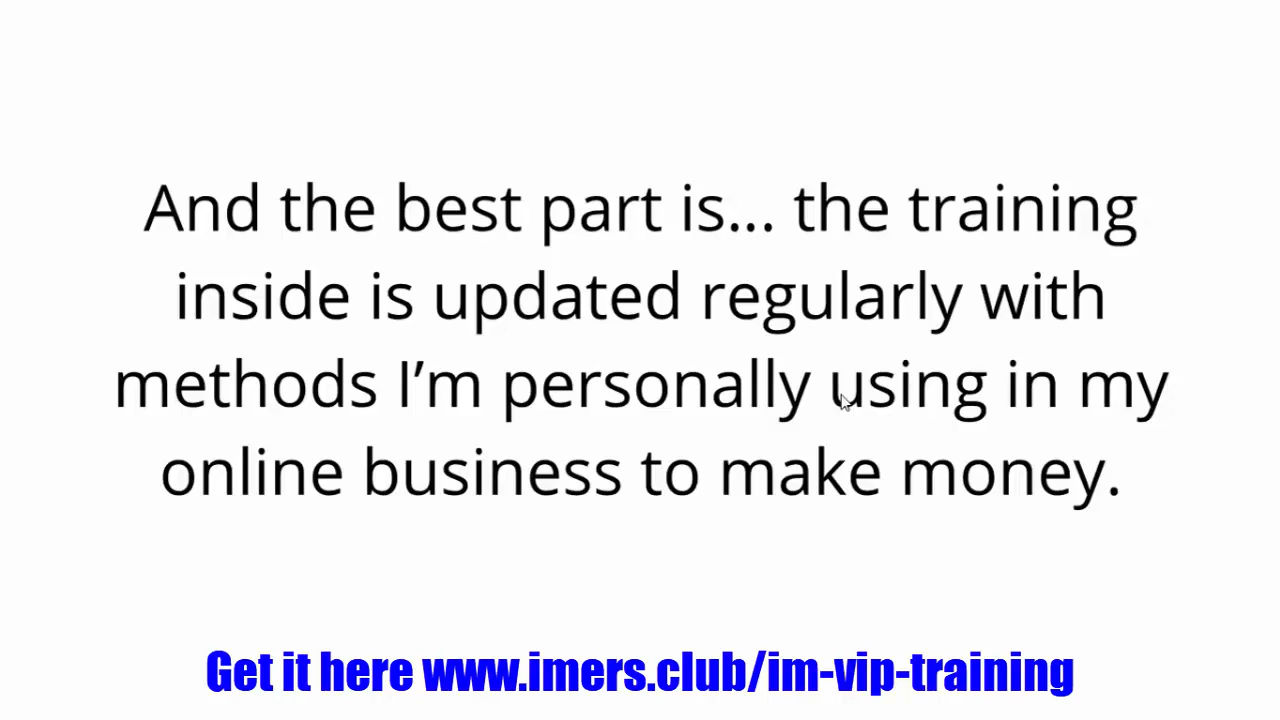 And the best part is... the training
inside is updated regularly with
methods I’m personally using in my
online business to make money.
Get it here www.imers.club/im-vip-training